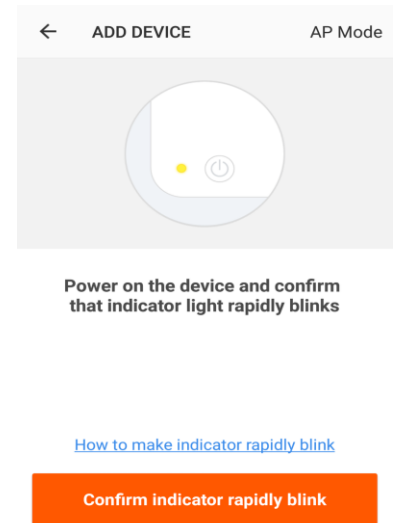 ADD DEVICE AP Mode
Power on the device and confirm
that indicator light rapidly blinks
How to make indicator rapidly blink
Confirm indicator rapidly blink